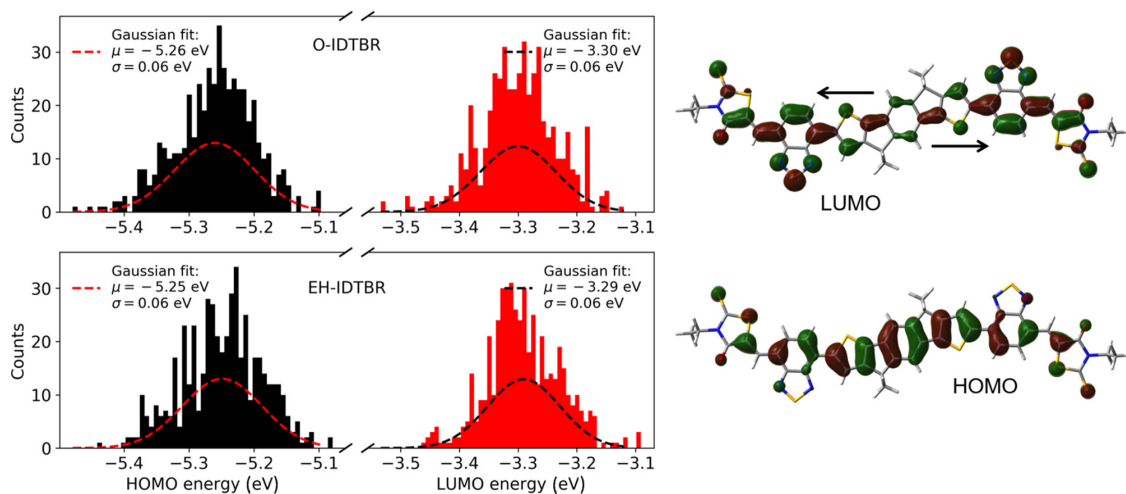 O-IDTBR
Gaussian fit:
μ = −5.26 eV
σ = 0.06 eV
Gaussian fit:
μ = −3.30 eV
σ = 0.06 eV
Counts
30
20
10
0
−5.4 −5.3 −5.2 −5.1 −3.5 −3.4 −3.3 −3.2 −3.1
EH-IDTBR
Gaussian fit:
μ = −5.25 eV
σ = 0.06 eV
Gaussian fit:
μ = −3.29 eV
σ = 0.06 eV
Counts
30
20
10
0
−5.4 −5.3 −5.2 −5.1 −3.5 −3.4 −3.3 −3.2 −3.1
HOMO energy (eV) LUMO energy (eV)
LUMO
HOMO